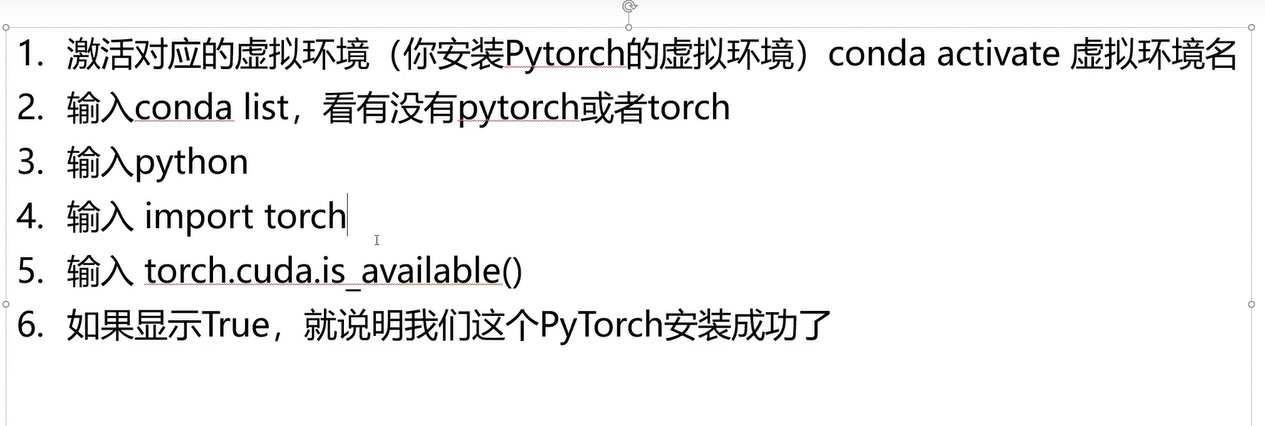 1. 激活对应的虚拟环境（你安装Pytorch的虚拟环境）conda activate 虚拟环境名
2. 输入conda list，看有没有pytorch或者torch
3. 输入python
4. 输入 import torch
5. 输入 torch.cuda.is_available()
6. 如果显示True，就说明我们这个PyTorch安装成功了